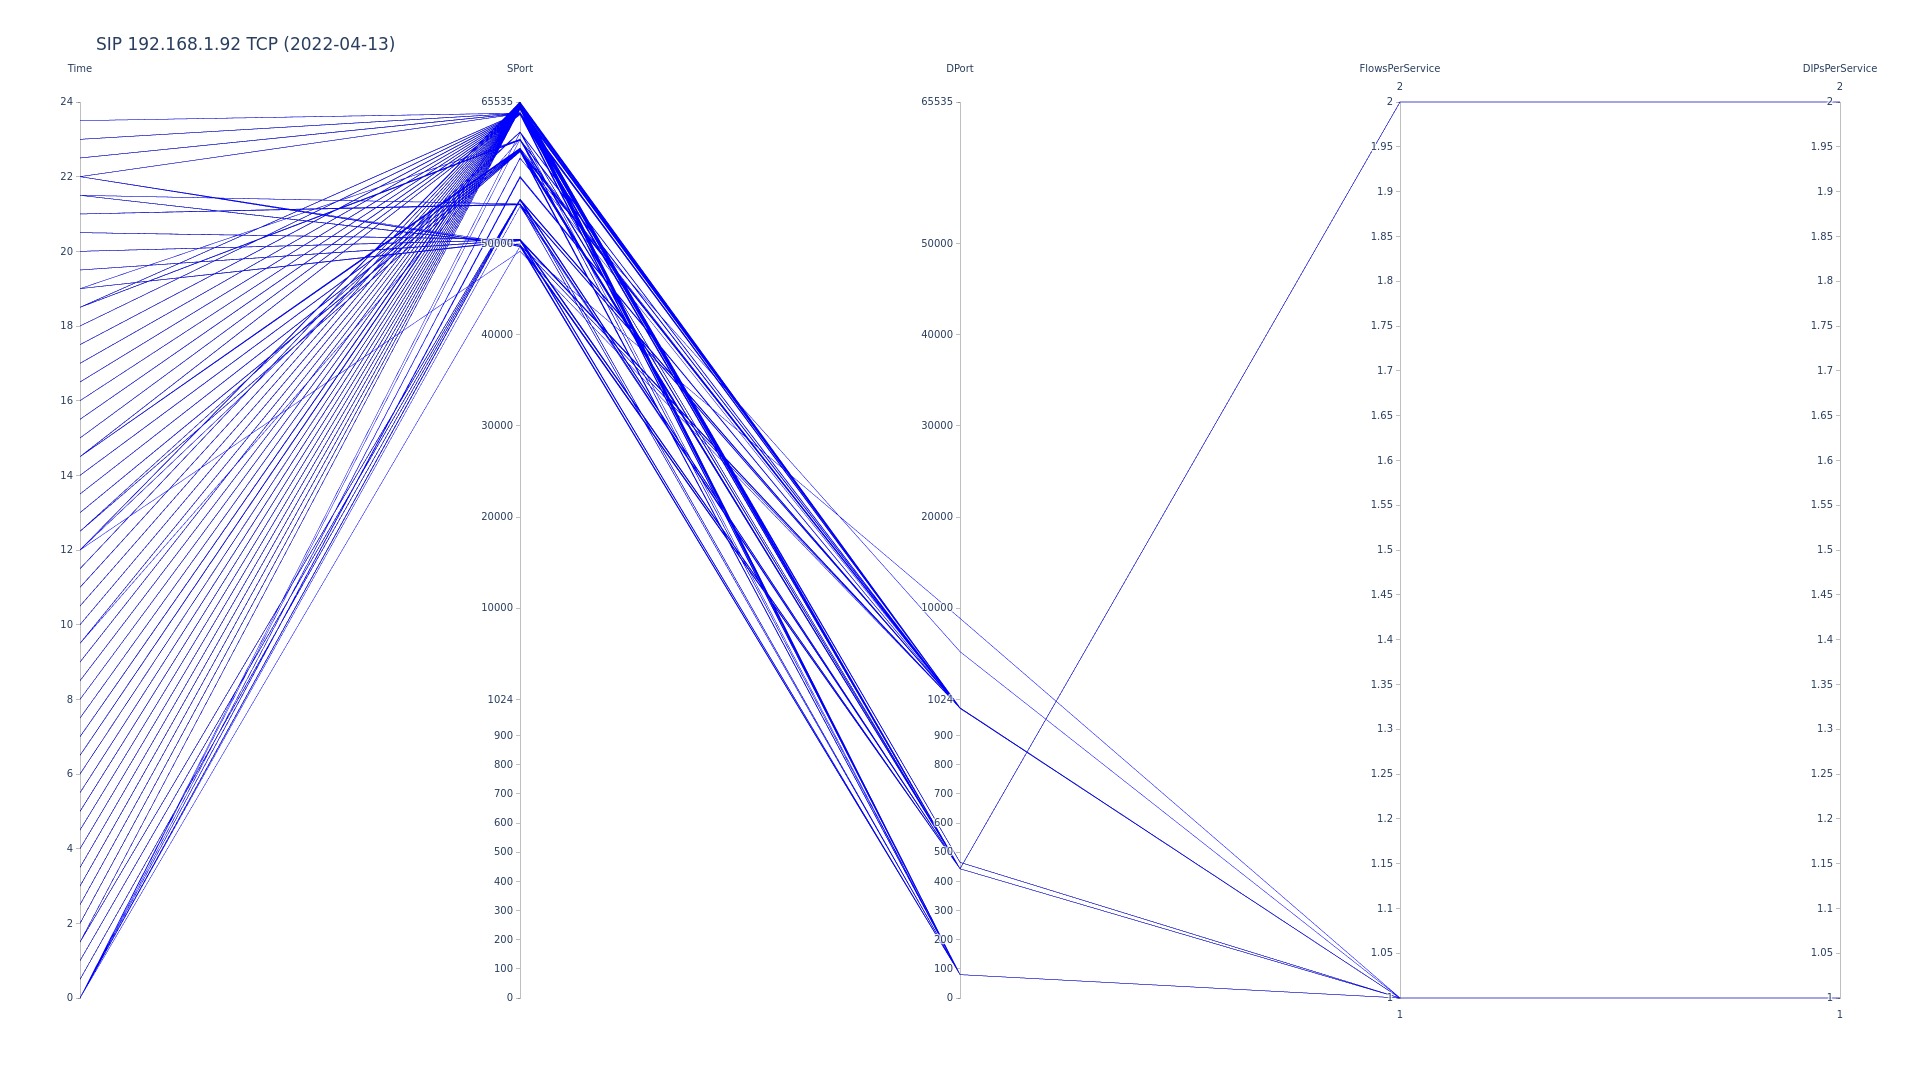 SIP 192.168.1.92 TCP (2022-04-13)
Time SPort DPort FlowsPerService DIPsPerService
2 2
24 65535 65535 2 2
1.95 1.95
1.9 1.9
22
50000 50000 1.85 1.85
20
1.8 1.8
18 40000 40000 1.75 1.75
1.7 1.7
16 30000 30000 1.65 1.65
1.6 1.6
14
20000 20000 1.55 1.55
12 1.5 1.5
10000 10000 1.45 1.45
10
1.4 1.4
8 1024 1024 1.35 1.35
900 900 1.3 1.3
6 800 800 1.25 1.25
700 700
600 600 1.2 1.2
4 500 500 1.15 1.15
400 400
300 300 1.1 1.1
2 200 200 1.05 1.05
100 100
0 0 0 1 1
1 1